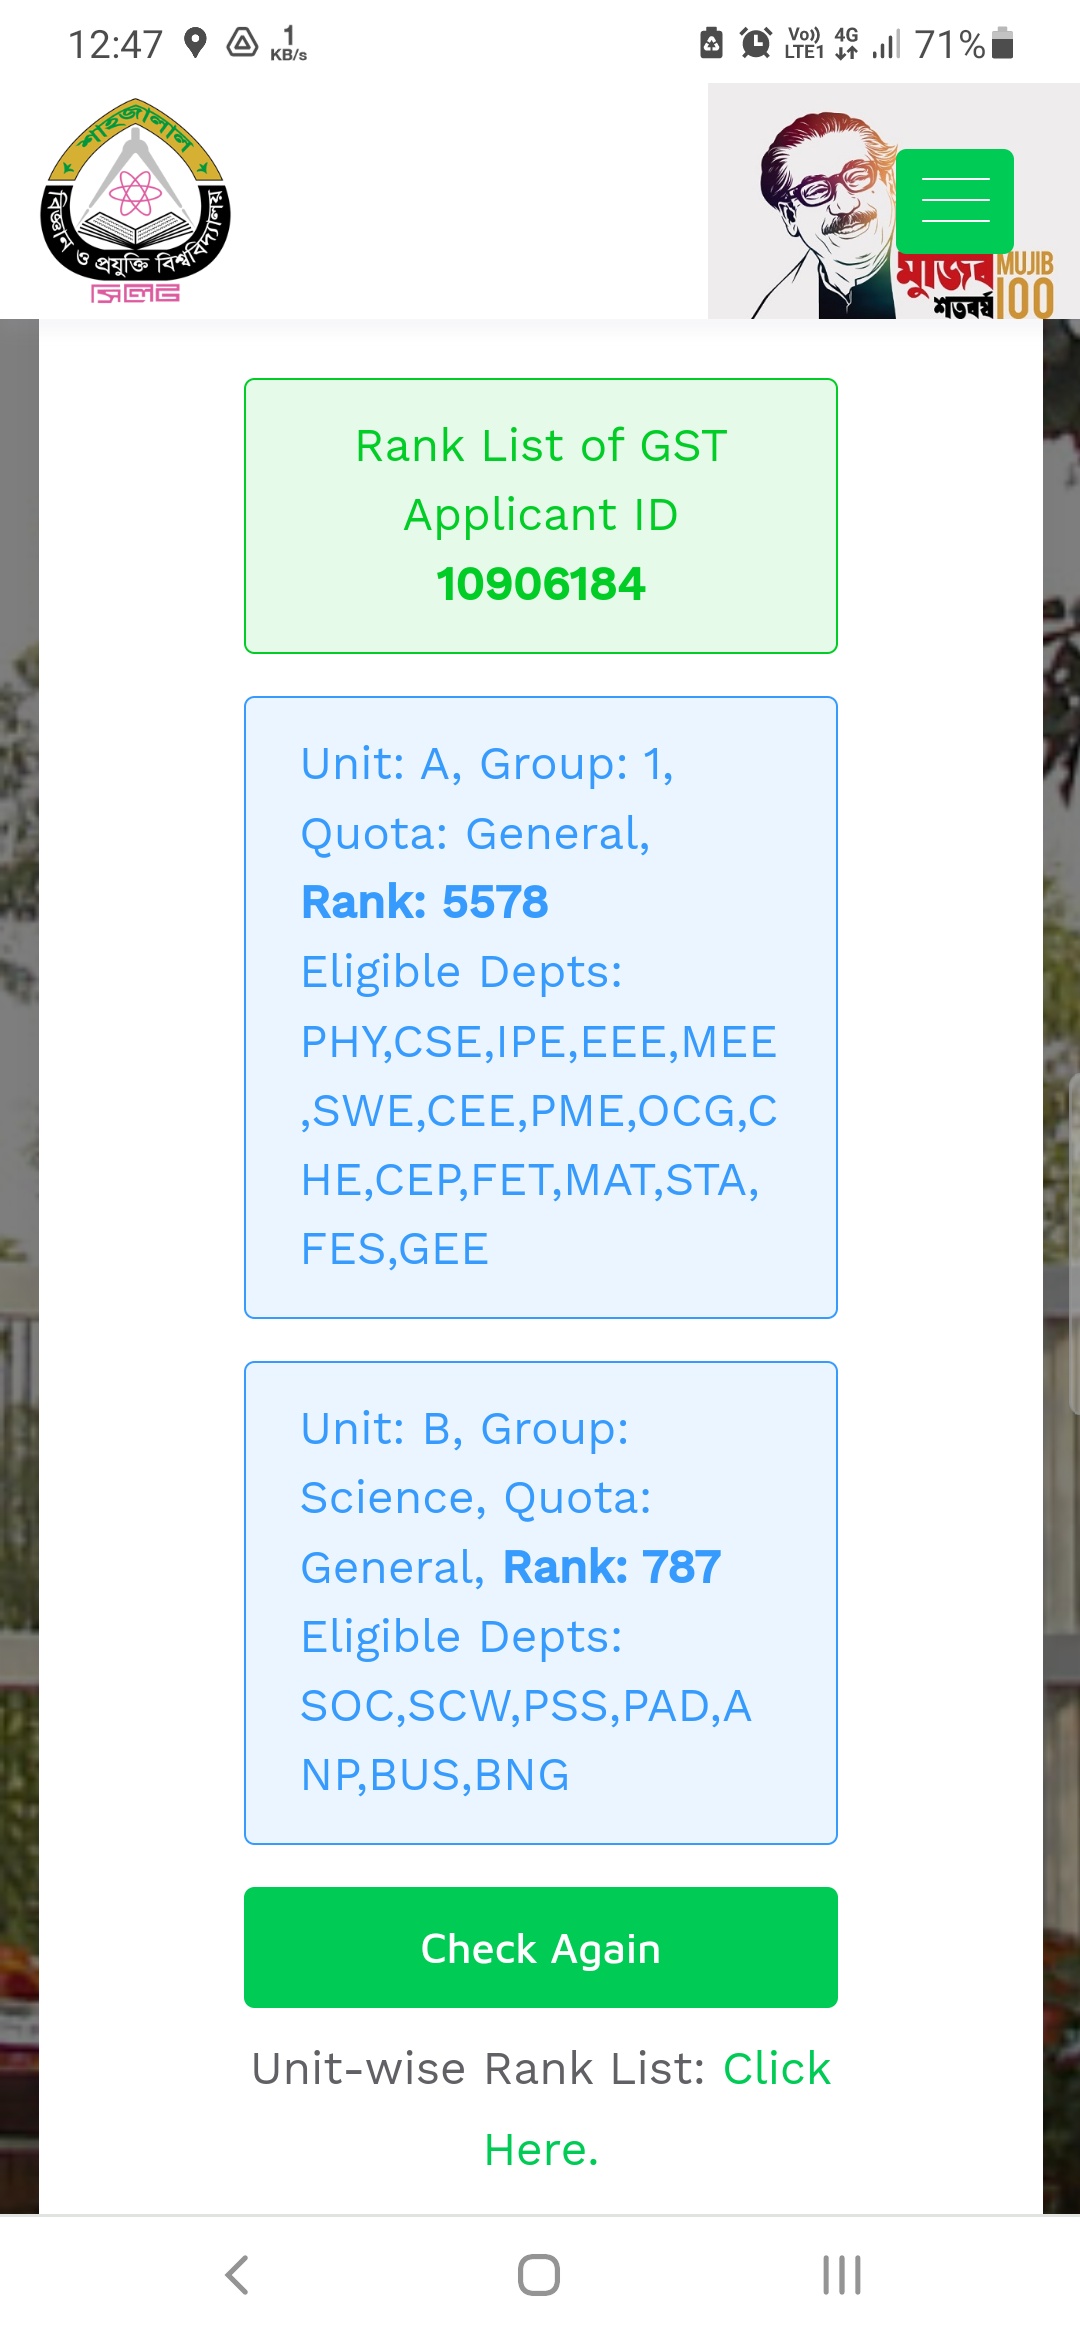 12:47
1
KB/s
Vo))
LTE1
4G
71%
শাহজালাল
বিজ্ঞান ও প্রযুক্তি বিশ্ববিদ্যালয়
সিলেট
মুজিব
শতবর্ষ
MUJIB
100
Rank List of GST
Applicant ID
10906184
Unit: A, Group: 1,
Quota: General,
Rank: 5578
Eligible Depts:
PHY,CSE,IPE,EEE,MEE
,SWE,CEE,PME,OCG,C
HE,CEP,FET,MAT,STA,
FES,GEE
Unit: B, Group:
Science, Quota:
General, Rank: 787
Eligible Depts:
SOC,SCW,PSS,PAD,A
NP,BUS,BNG
Check Again
Unit-wise Rank List: Click
Here.